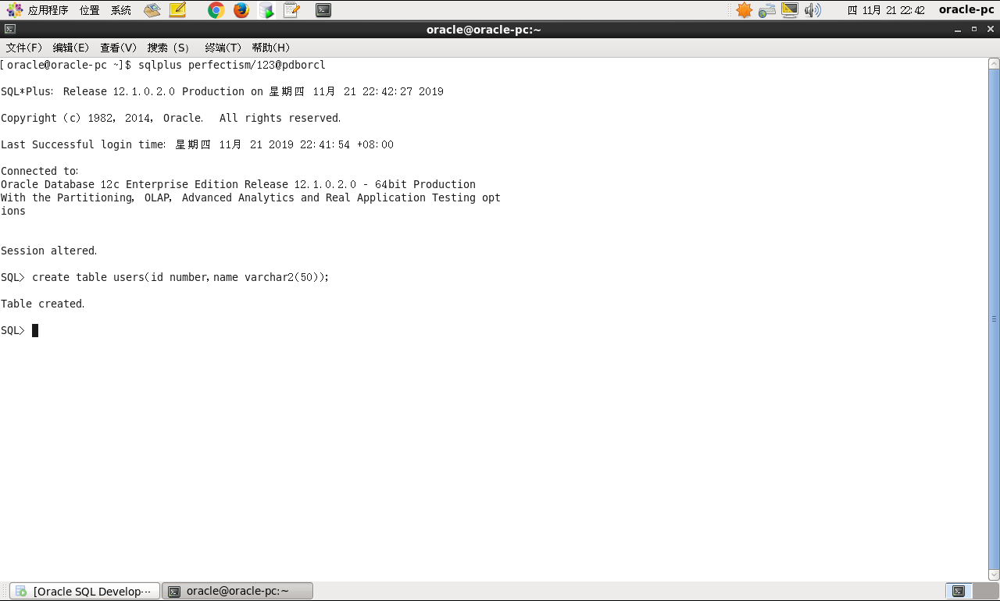 应用程序 位置 系统 四 11月 21 22:42 oracle-pc
oracle@oracle-pc:~
文件(F) 编辑(E) 查看(V) 搜索 (S) 终端(T) 帮助(H)
[oracle@oracle-pc ~]$ sqlplus perfectism/123@pdborcl
SQL*Plus: Release 12.1.0.2.0 Production on 星期四 11月 21 22:42:27 2019
Copyright (c) 1982, 2014, Oracle.  All rights reserved.
Last Successful login time: 星期四 11月 21 2019 22:41:54 +08:00
Connected to:
Oracle Database 12c Enterprise Edition Release 12.1.0.2.0 - 64bit Production
With the Partitioning, OLAP, Advanced Analytics and Real Application Testing opt
ions
Session altered.
SQL> create table users(id number,name varchar2(50));
Table created.
SQL>
[Oracle SQL Develop··· oracle@oracle-pc:~